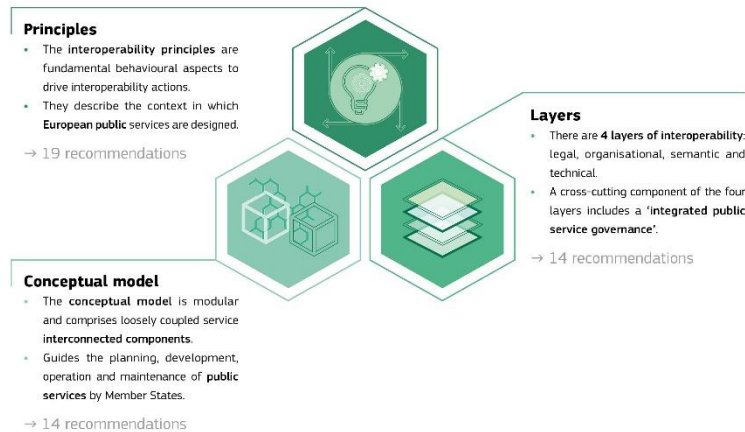 Principles
• The interoperability principles are
fundamental behavioural aspects to
drive interoperability actions.
• They describe the context in which
European public services are designed.
→ 19 recommendations
Layers
• There are 4 layers of interoperability:
legal, organisational, semantic and
technical.
• A cross-cutting component of the four
layers includes a ‘integrated public
service governance’.
→ 14 recommendations
Conceptual model
• The conceptual model is modular
and comprises loosely coupled service
interconnected components.
• Guides the planning, development,
operation and maintenance of public
services by Member States.
→ 14 recommendations